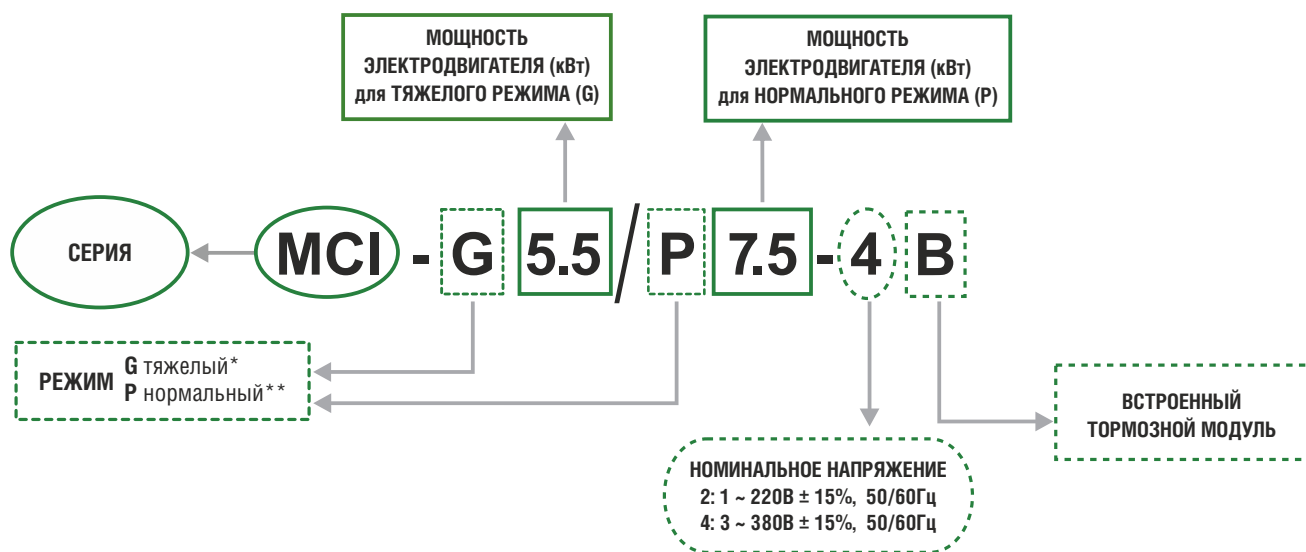 МОЩНОСТЬ
ЭЛЕКТРОДВИГАТЕЛЯ (кВт)
для ТЯЖЕЛОГО РЕЖИМА (G)
МОЩНОСТЬ
ЭЛЕКТРОДВИГАТЕЛЯ (кВт)
для НОРМАЛЬНОГО РЕЖИМА (P)
СЕРИЯ
MCI - G 5.5 / P 7.5 - 4 B
РЕЖИМ
G тяжелый*
P нормальный**
ВСТРОЕННЫЙ
ТОРМОЗНОЙ МОДУЛЬ
НОМИНАЛЬНОЕ НАПРЯЖЕНИЕ
2: 1 ~ 220В ± 15%, 50/60Гц
4: 3 ~ 380В ± 15%, 50/60Гц